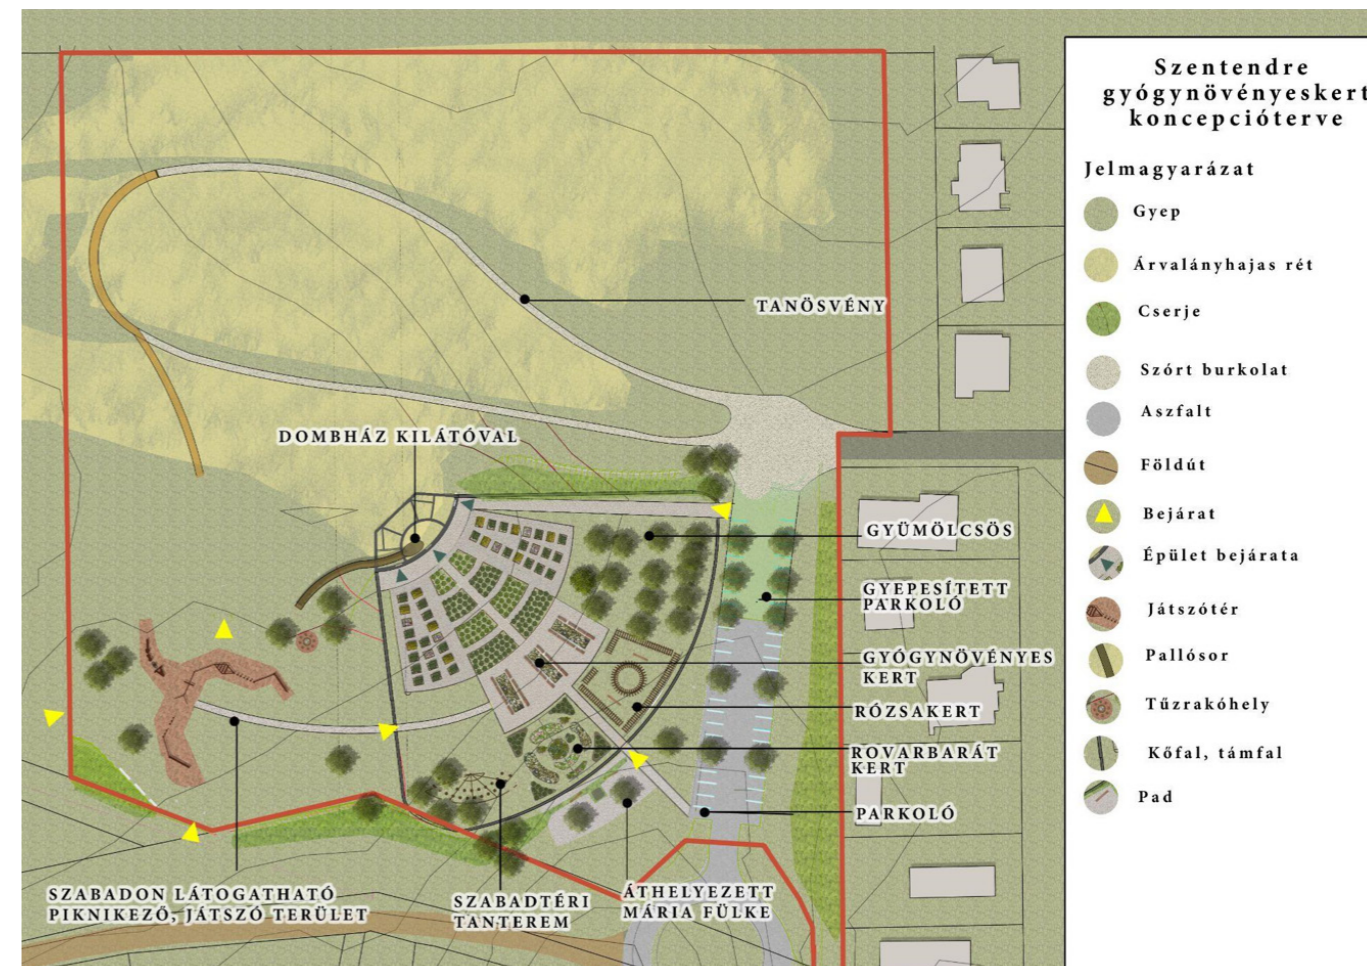 Szentendre
gyógynövényeskert
koncepcióterve
Jelmagyarázat
Gyep
Árvalányhajas rét
Cserje
Szórt burkolat
Aszfalt
Földút
Bejárat
Épület bejárata
Játszótér
Pallósor
Tűzrakóhely
Kőfal, támfal
Pad
TANÖSVÉNY
DOMBHÁZ KILÁTÓVAL
GYÜMÖLCSÖS
GYEPESÍTETT
PARKOLÓ
GYÓGYNÖVÉNYES
KERT
RÓZSAKERT
ROVARBARÁT
KERT
PARKOLÓ
SZABADON LÁTOGATHATÓ
PIKNIKEZŐ, JÁTSZÓ TERÜLET
SZABADTÉRI
TANTEREM
ÁTHELYEZETT
MÁRIA FÜLKE